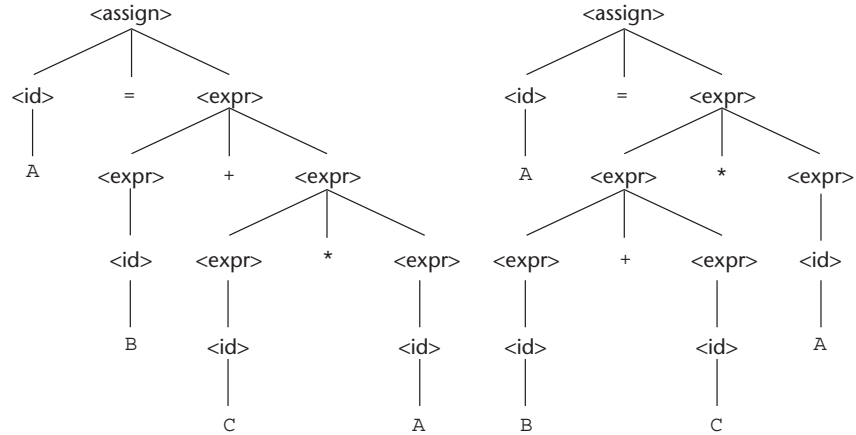 <assign> <assign>
<id> = <expr> <id> = <expr>
A <expr> + <expr> A <expr> * <expr>
<id> <expr> * <expr> <expr> + <expr> <id>
B <id> <id> <id> <id> A
C A B C